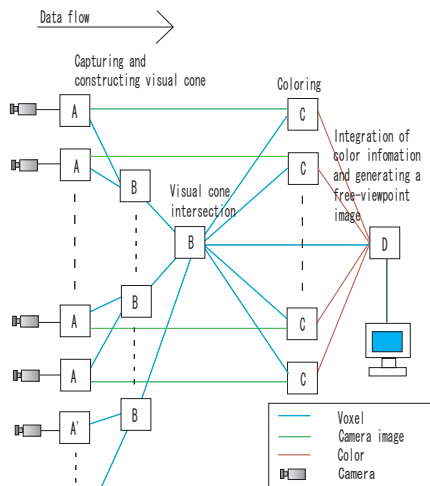 Data flow
Capturing and
constructing visual cone
Coloring
A
C
Integration of
color infomation
and generating a
free-viewpoint
image
A
C
B
Visual cone
intersection
B
D
B
A
C
A
C
A'
B
Voxel
Camera image
Color
Camera